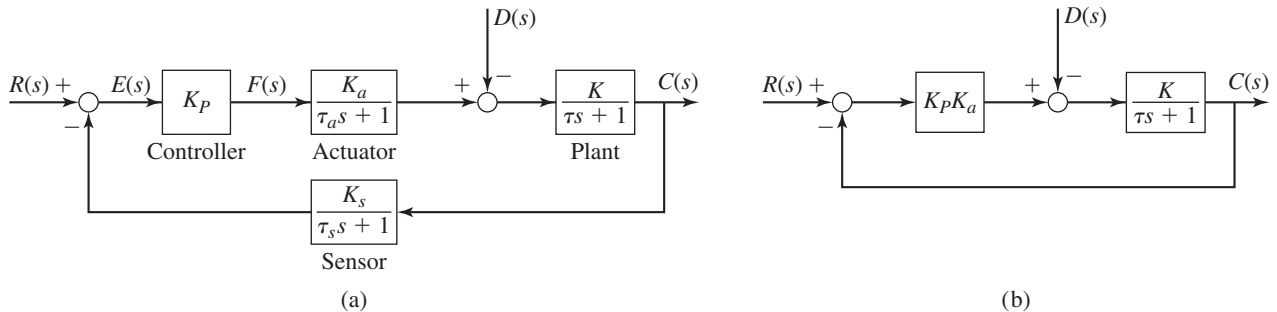 D(s)
R(s) + E(s) K_P F(s) K_a/(τ_a s + 1) + − K/(τs + 1) C(s)
−
Controller Actuator Plant
K_s/(τ_s s + 1)
Sensor
(a)
D(s)
R(s) + K_P K_a + − K/(τs + 1) C(s)
−
(b)